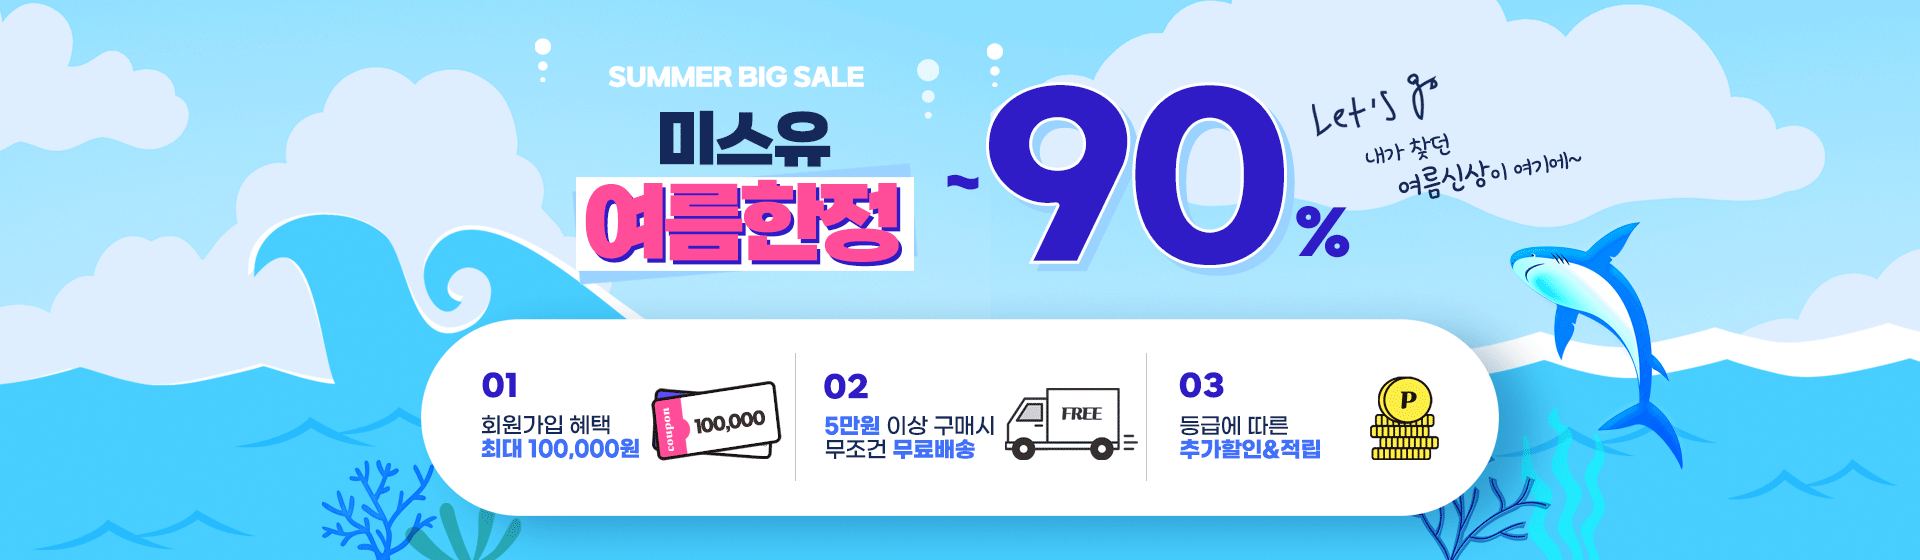 SUMMER BIG SALE
미스유
여름한정
~90%
Let's go
내가 찾던
여름신상이 여기에~
01
회원가입 혜택
최대 100,000원
coupon
100,000
02
5만원 이상 구매시
무조건 무료배송
FREE
03
등급에 따른
추가할인&적립
P